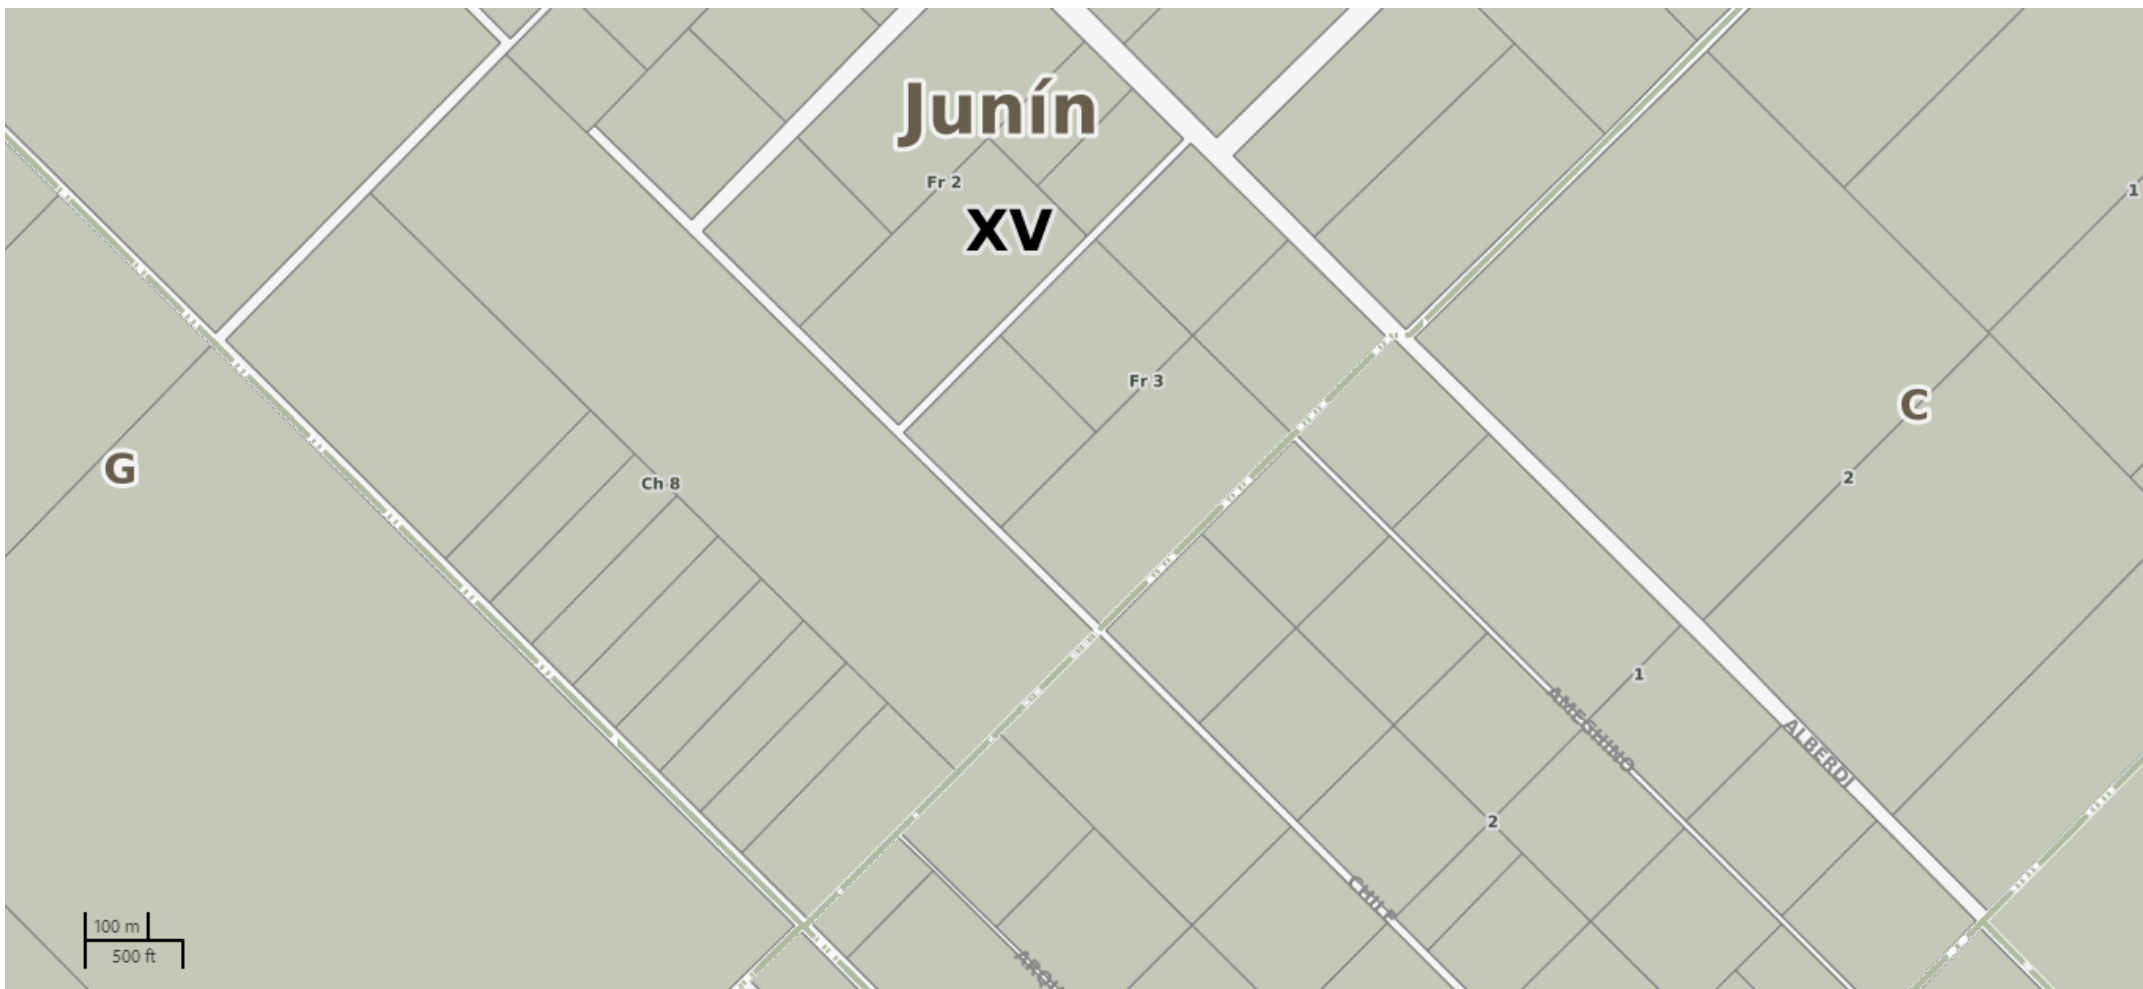 Junín
Fr 2
1
XV
Fr 3
C
G
2
Ch 8
1
AMEGHINO
ALBERDI
2
CHILE
100 m
500 ft